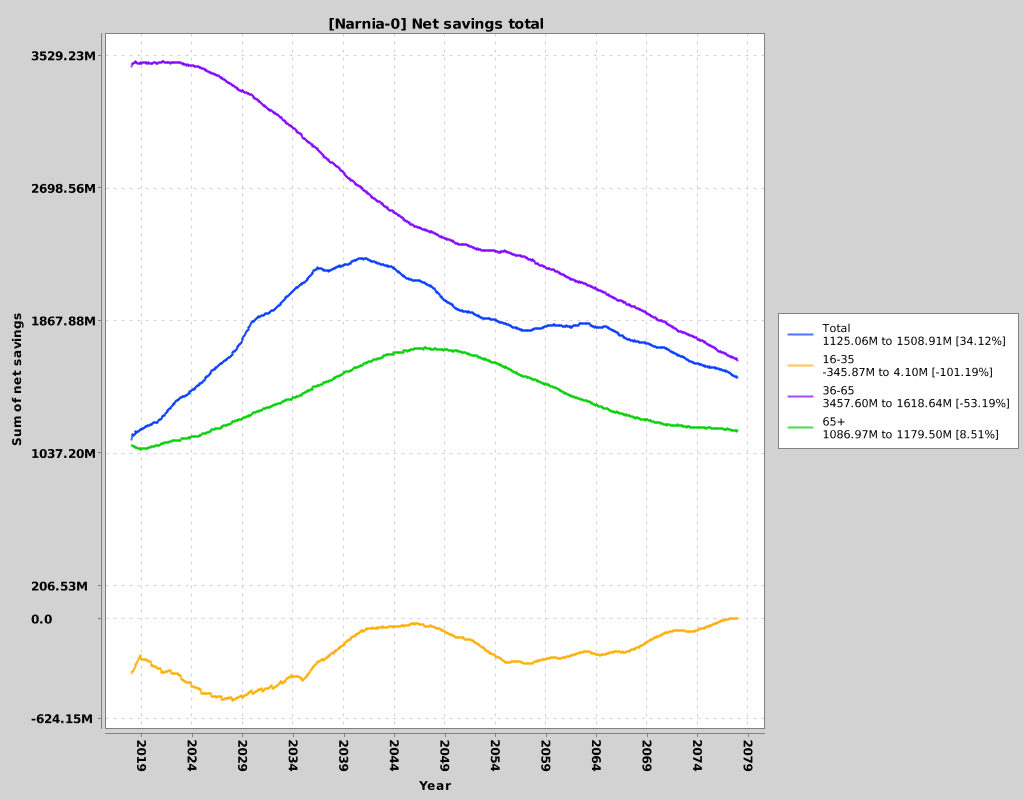 [Narnia-0] Net savings total
3529.23M
2698.56M
1867.88M
1037.20M
206.53M
0.0
-624.15M
Sum of net savings
2019
2024
2029
2034
2039
2044
2049
2054
2059
2064
2069
2074
2079
Year
Total
1125.06M to 1508.91M [34.12%]
16-35
-345.87M to 4.10M [-101.19%]
36-65
3457.60M to 1618.64M [-53.19%]
65+
1086.97M to 1179.50M [8.51%]